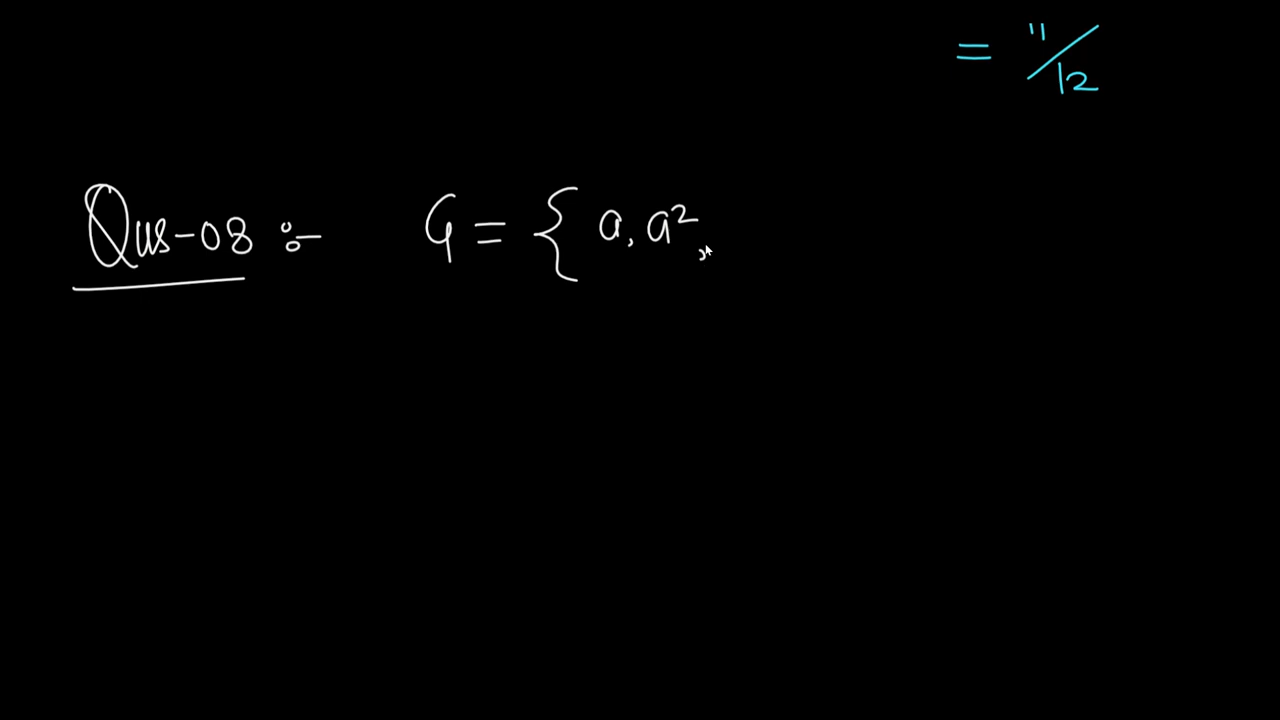 = 11/12
Qus-08 :- G = { a, a²,